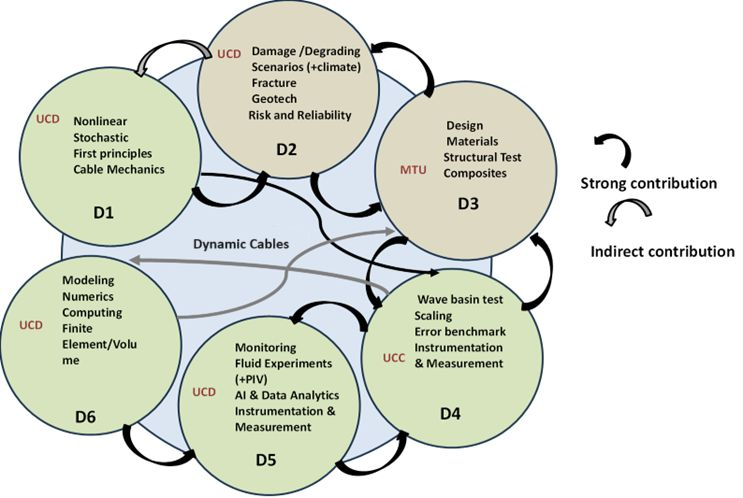 UCD
Damage /Degrading
Scenarios (+climate)
Fracture
Geotech
Risk and Reliability
D2
UCD
Nonlinear
Stochastic
First principles
Cable Mechanics
D1
Design
Materials
Structural Test
Composites
MTU
D3
Strong contribution
Indirect contribution
Dynamic Cables
Modeling
Numerics
Computing
Finite
Element/Volu
me
UCD
D6
Monitoring
Fluid Experiments
(+PIV)
AI & Data Analytics
Instrumentation &
Measurement
UCD
D5
Wave basin test
Scaling
Error benchmark
Instrumentation
& Measurement
UCC
D4